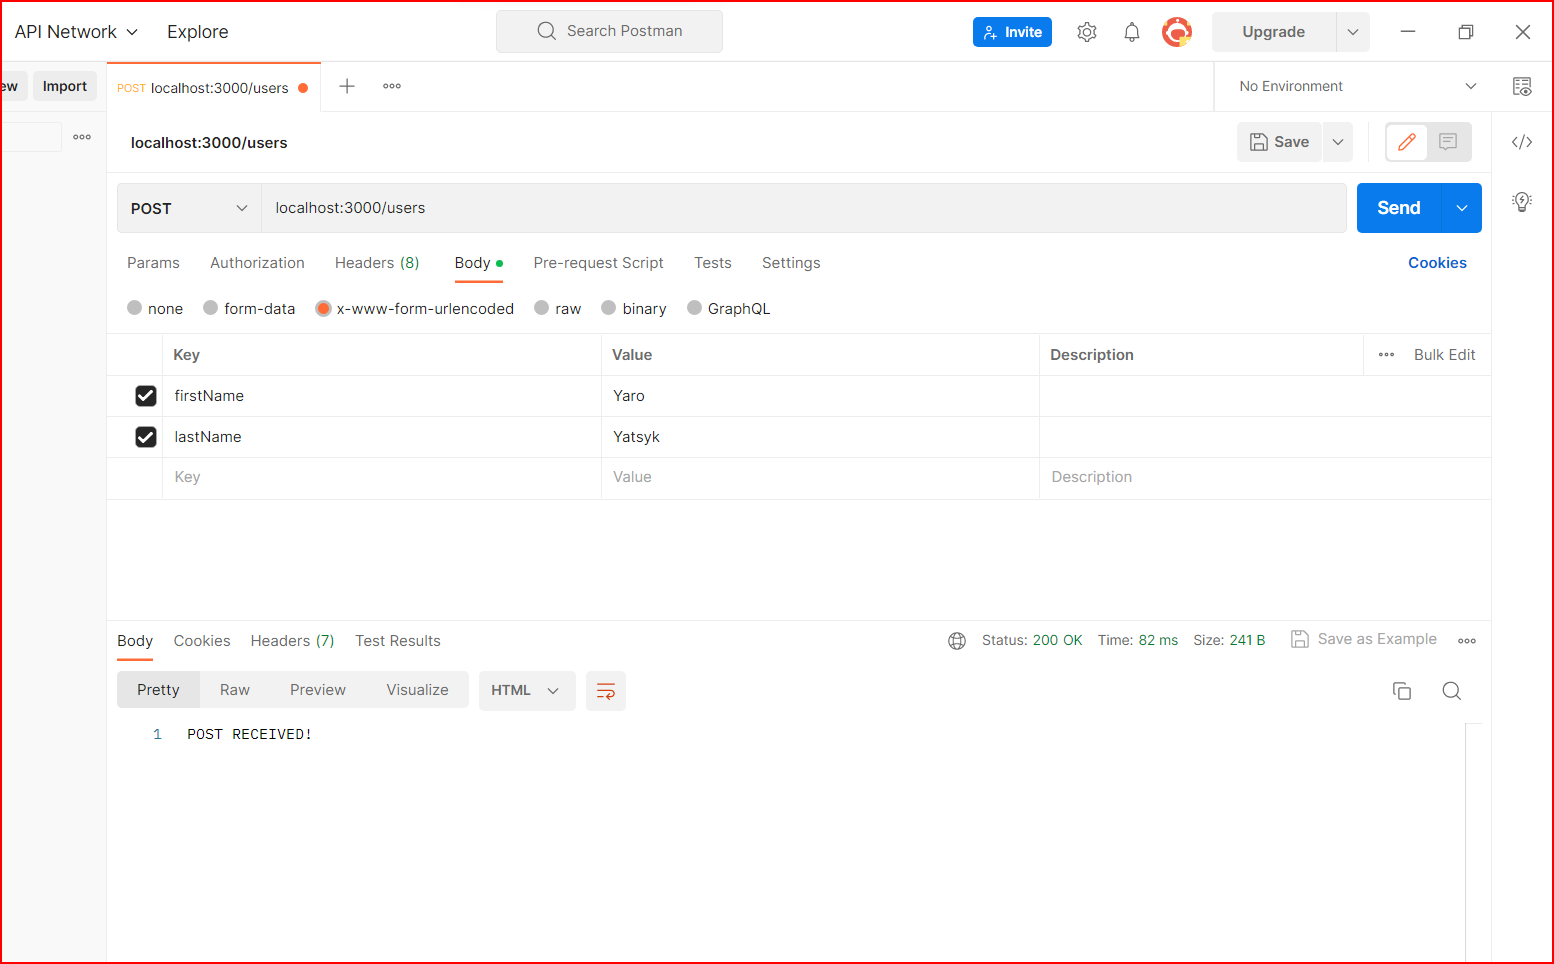 API Network Explore Search Postman Invite Upgrade
ew Import POST localhost:3000/users No Environment
localhost:3000/users Save </>
POST localhost:3000/users Send
Params Authorization Headers (8) Body Pre-request Script Tests Settings Cookies
none form-data x-www-form-urlencoded raw binary GraphQL
Key Value Description Bulk Edit
firstName Yaro
lastName Yatsyk
Key Value Description
Body Cookies Headers (7) Test Results Status: 200 OK Time: 82 ms Size: 241 B Save as Example
Pretty Raw Preview Visualize HTML
1 POST RECEIVED!